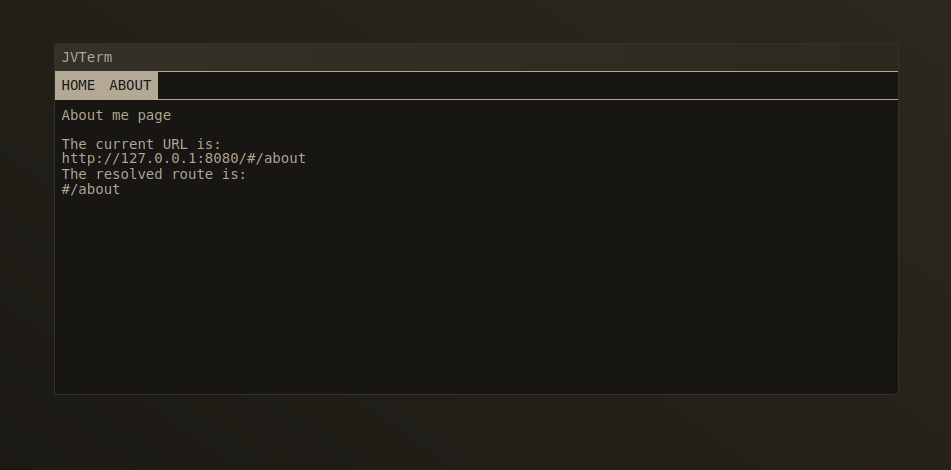 JVTerm
HOME ABOUT
About me page
The current URL is:
http://127.0.0.1:8080/#/about
The resolved route is:
#/about